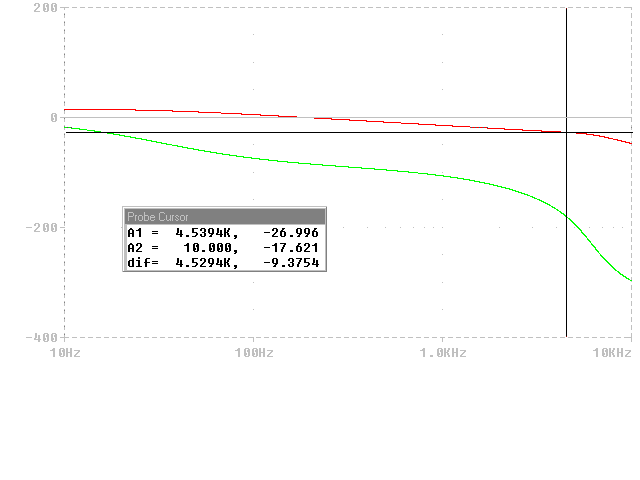 200
0
Probe Cursor
A1 = 4.5394K, -26.996
A2 = 10.000, -17.621
dif= 4.5294K, -9.3754
-200
-400
10Hz 100Hz 1.0KHz 10KHz